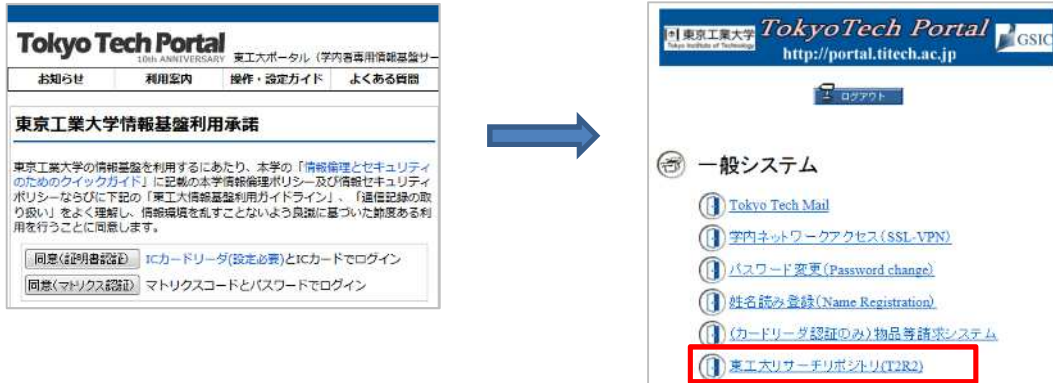 Tokyo Tech Portal
10th ANNIVERSARY 東工大ポータル（学内者専用情報基盤サー
お知らせ 利用案内 操作・設定ガイド よくある質問
東京工業大学情報基盤利用承諾
東京工業大学の情報基盤を利用するにあたり、本学の「情報倫理とセキュリティ
のためのクイックガイド」に記載の本学情報倫理ポリシー及び情報セキュリティ
ポリシーならびに下記の「東工大情報基盤利用ガイドライン」、「通信記録の取
り扱い」をよく理解し、情報環境を乱すことないよう良識に基づいた節度ある利
用を行うことに同意します。
同意(証明書認証) ICカードリーダ(設定必要)とICカードでログイン
同意(マトリクス認証) マトリクスコードとパスワードでログイン
東京工業大学
Tokyo Institute of Technology
TokyoTech Portal
http://portal.titech.ac.jp
GSIC
ログアウト
一般システム
Tokyo Tech Mail
学内ネットワークアクセス(SSL-VPN)
パスワード変更(Password change)
姓名読み登録(Name Registration)
(カードリーダ認証のみ)物品等請求システム
東工大リサーチリポジトリ(T2R2)